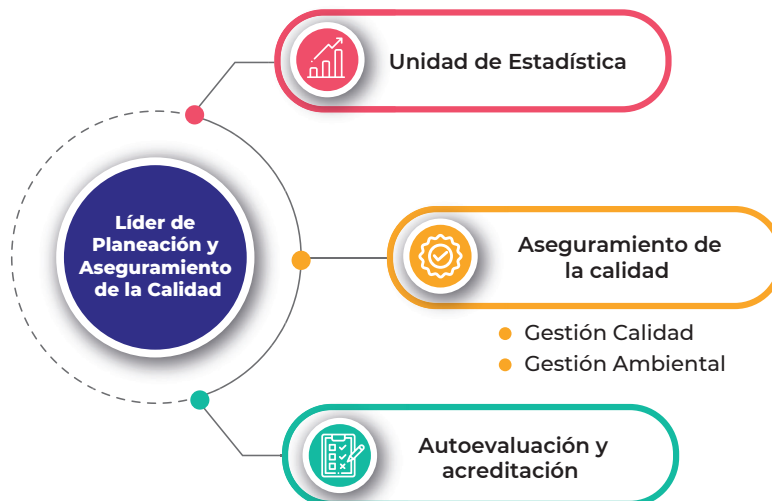 Unidad de Estadística
Líder de
Planeación y
Aseguramiento
de la Calidad
Aseguramiento de
la calidad
Gestión Calidad
Gestión Ambiental
Autoevaluación y
acreditación